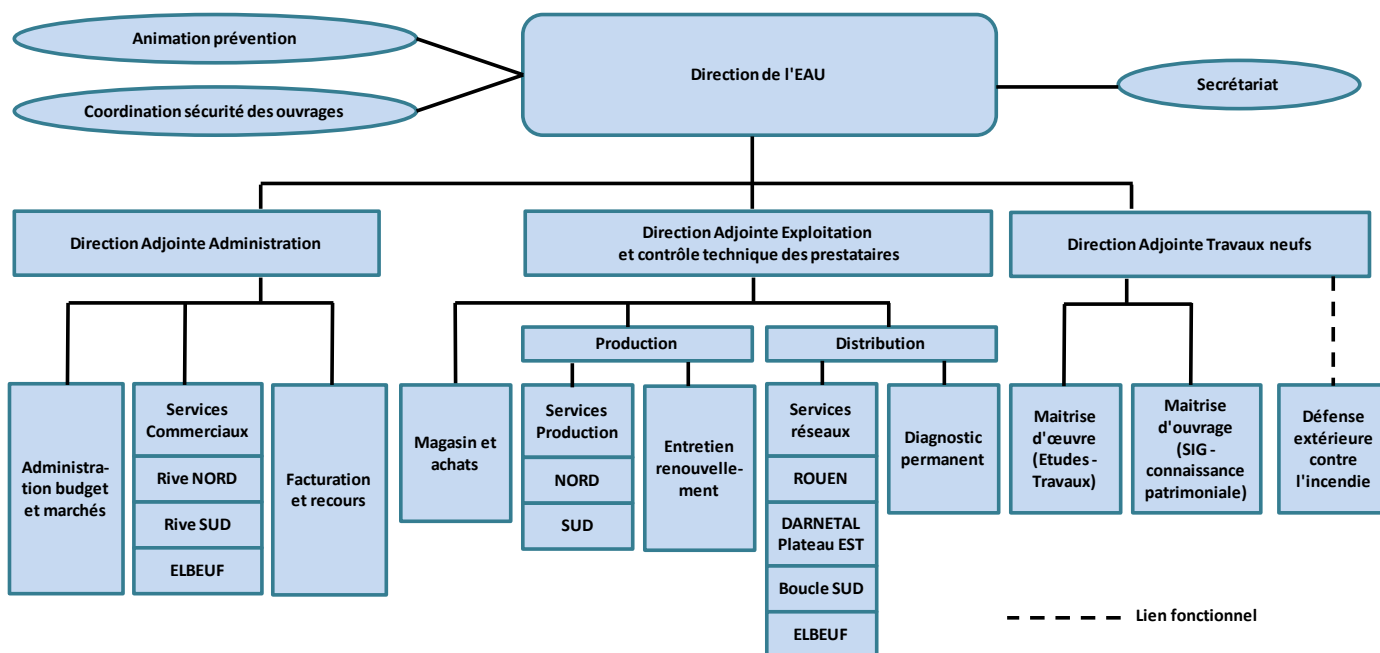 Animation prévention
Coordination sécurité des ouvrages
Direction de l'EAU
Secrétariat
Direction Adjointe Administration
Direction Adjointe Exploitation
et contrôle technique des prestataires
Direction Adjointe Travaux neufs
Production
Distribution
Administra-
tion budget
et marchés
Services
Commerciaux
Rive NORD
Rive SUD
ELBEUF
Facturation
et recours
Magasin et
achats
Services
Production
NORD
SUD
Entretien
renouvelle-
ment
Services
réseaux
ROUEN
DARNETAL
Plateau EST
Boucle SUD
ELBEUF
Diagnostic
permanent
Maitrise
d'œuvre
(Etudes -
Travaux)
Maitrise
d'ouvrage
(SIG -
connaissance
patrimoniale)
Défense
extérieure
contre
l'incendie
Lien fonctionnel